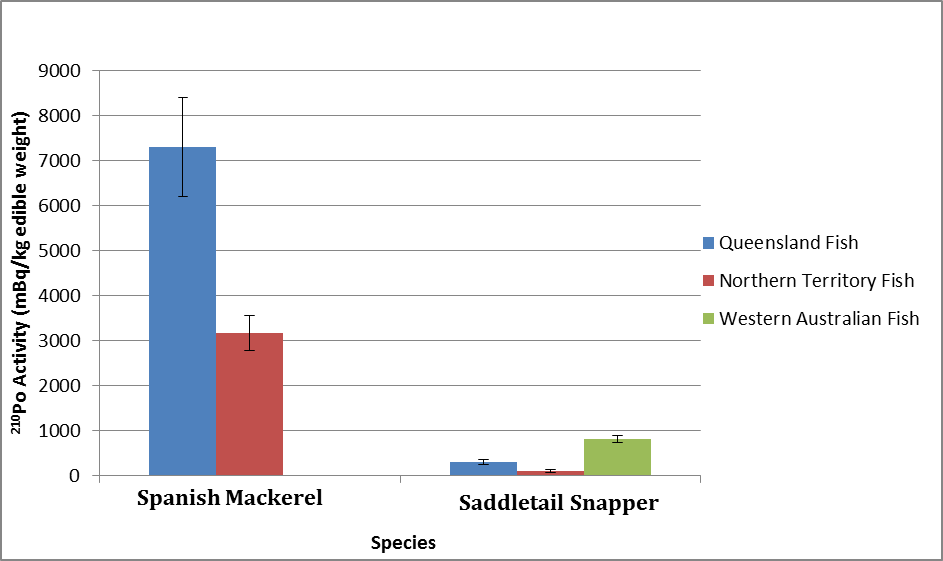 9000
8000
7000
6000
5000
4000
3000
2000
1000
0
²¹⁰Po Activity (mBq/kg edible weight)
Spanish Mackerel
Saddletail Snapper
Species
Queensland Fish
Northern Territory Fish
Western Australian Fish